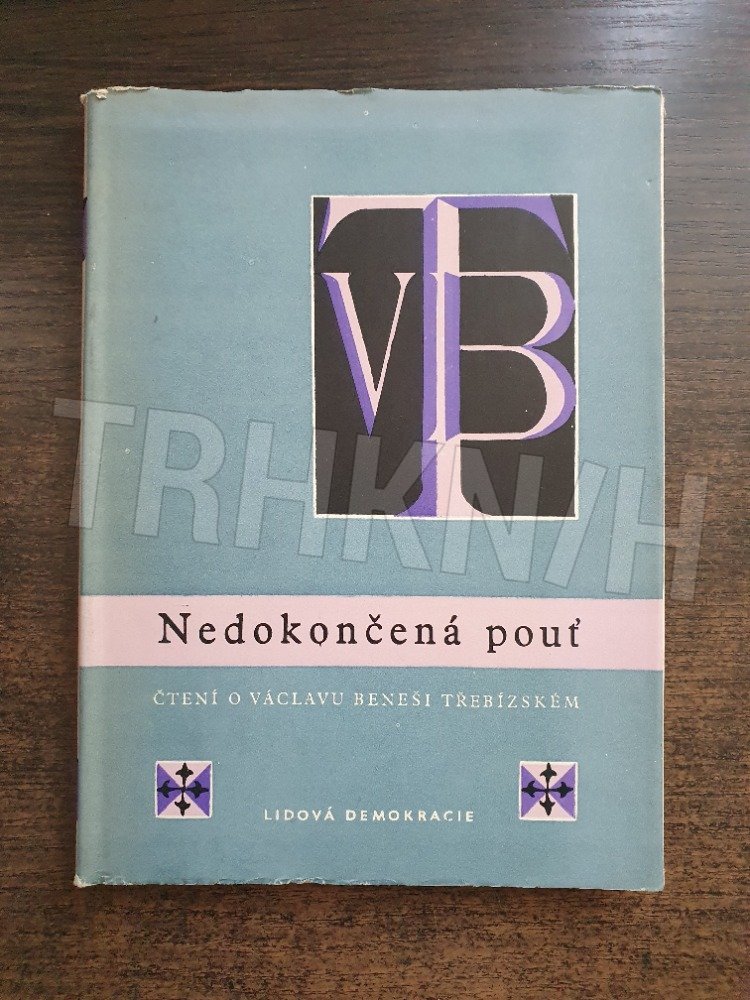 VTB
TRHKNIH
Nedokončená pouť
ČTENÍ O VÁCLAVU BENEŠI TŘEBÍZSKÉM
LIDOVÁ DEMOKRACIE